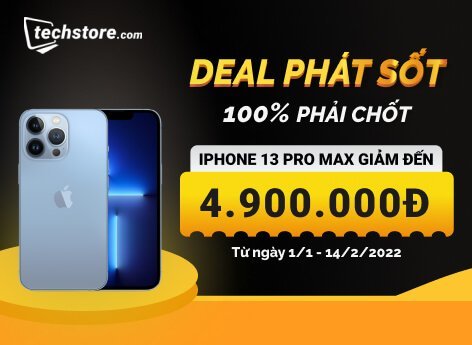 techstore.com
DEAL PHÁT SỐT
100% PHẢI CHỐT
IPHONE 13 PRO MAX GIẢM ĐẾN
4.900.000Đ
Từ ngày 1/1 - 14/2/2022